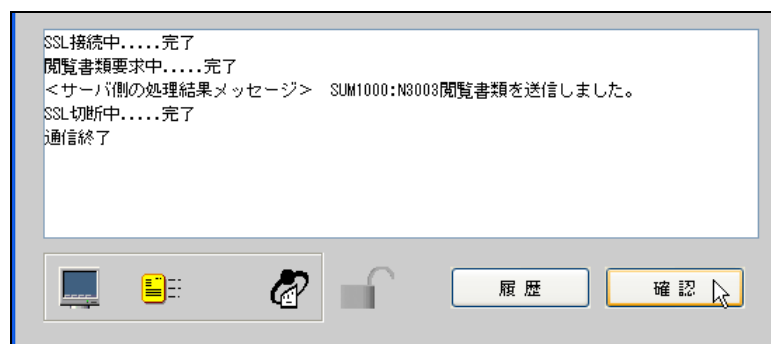 SSL接続中.....完了
閲覧書類要求中.....完了
＜サーバ側の処理結果メッセージ＞　SUM1000:N3003閲覧書類を送信しました。
SSL切断中.....完了
通信終了
履 歴
確 認